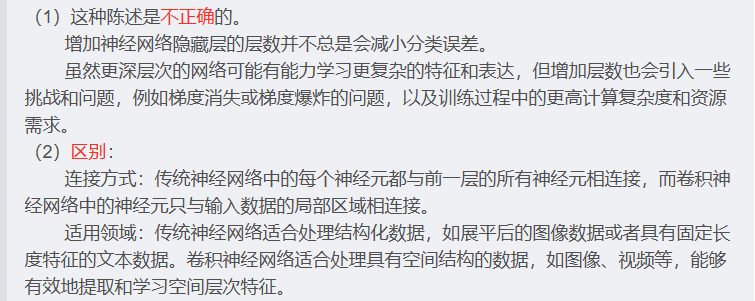 （1）这种陈述是不正确的。
增加神经网络隐藏层的层数并不总是会减小分类误差。
虽然更深层次的网络可能有能力学习更复杂的特征和表达，但增加层数也会引入一些
挑战和问题，例如梯度消失或梯度爆炸的问题，以及训练过程中的更高计算复杂度和资源
需求。
（2）区别：
连接方式：传统神经网络中的每个神经元都与前一层的所有神经元相连接，而卷积神
经网络中的神经元只与输入数据的局部区域相连接。
适用领域：传统神经网络适合处理结构化数据，如展平后的图像数据或者具有固定长
度特征的文本数据。卷积神经网络适合处理具有空间结构的数据，如图像、视频等，能够
有效地提取和学习空间层次特征。